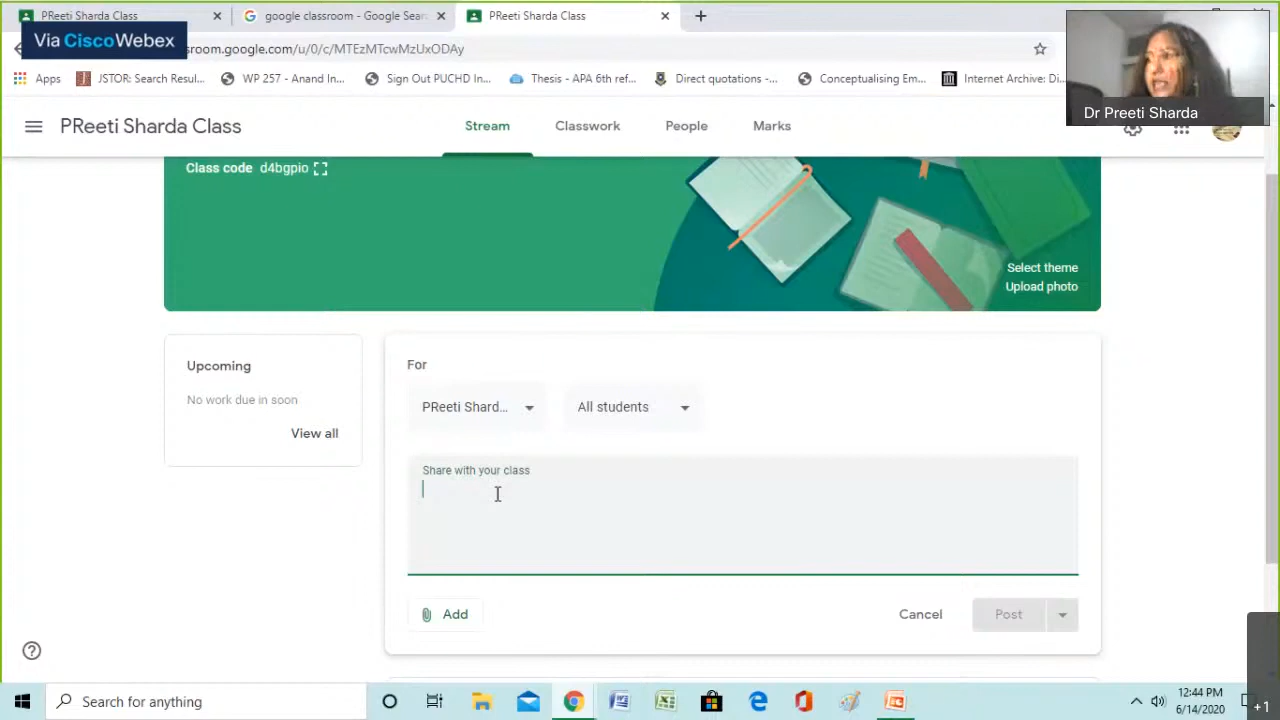 PReeti Sharda Class
google classroom - Google Sear
PReeti Sharda Class
Via CiscoWebex
room.google.com/u/0/c/MTEzMTcwMzUxODAy
Apps
JSTOR: Search Resul...
WP 257 - Anand In...
Sign Out PUCHD In...
Thesis - APA 6th ref...
Direct quotations -...
Conceptualising Em...
Internet Archive: Di
Dr Preeti Sharda
PReeti Sharda Class
Stream
Classwork
People
Marks
Class code d4bgpio
Select theme
Upload photo
Upcoming
No work due in soon
View all
For
PReeti Shard...
All students
Share with your class
Add
Cancel
Post
Search for anything
12:44 PM
6/14/2020
+1